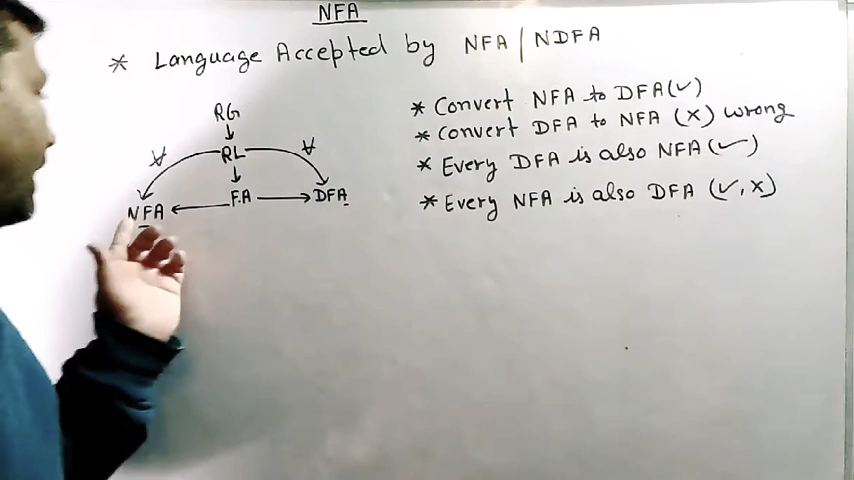 NFA
* Language Accepted by NFA | NDFA
RG
RL
∀ ∀
NFA F.A DFA
* Convert NFA to DFA (✓)
* Convert DFA to NFA (X) wrong
* Every DFA is also NFA (✓)
* Every NFA is also DFA (✓, X)